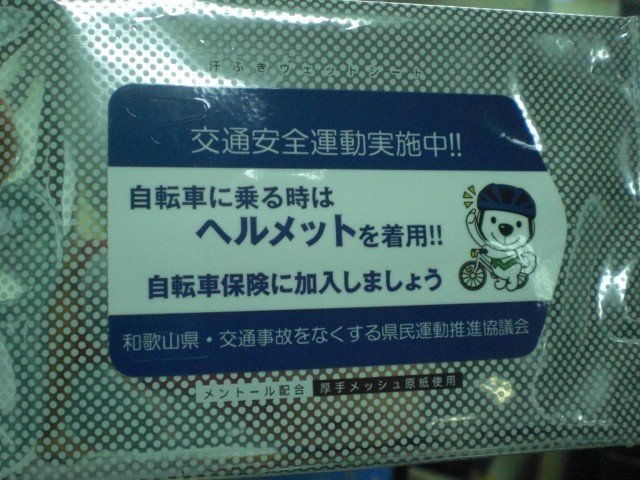 汗ふきウェットシート
交通安全運動実施中!!
自転車に乗る時は
ヘルメットを着用!!
自転車保険に加入しましょう
和歌山県・交通事故をなくする県民運動推進協議会
メントール配合 厚手メッシュ原紙使用